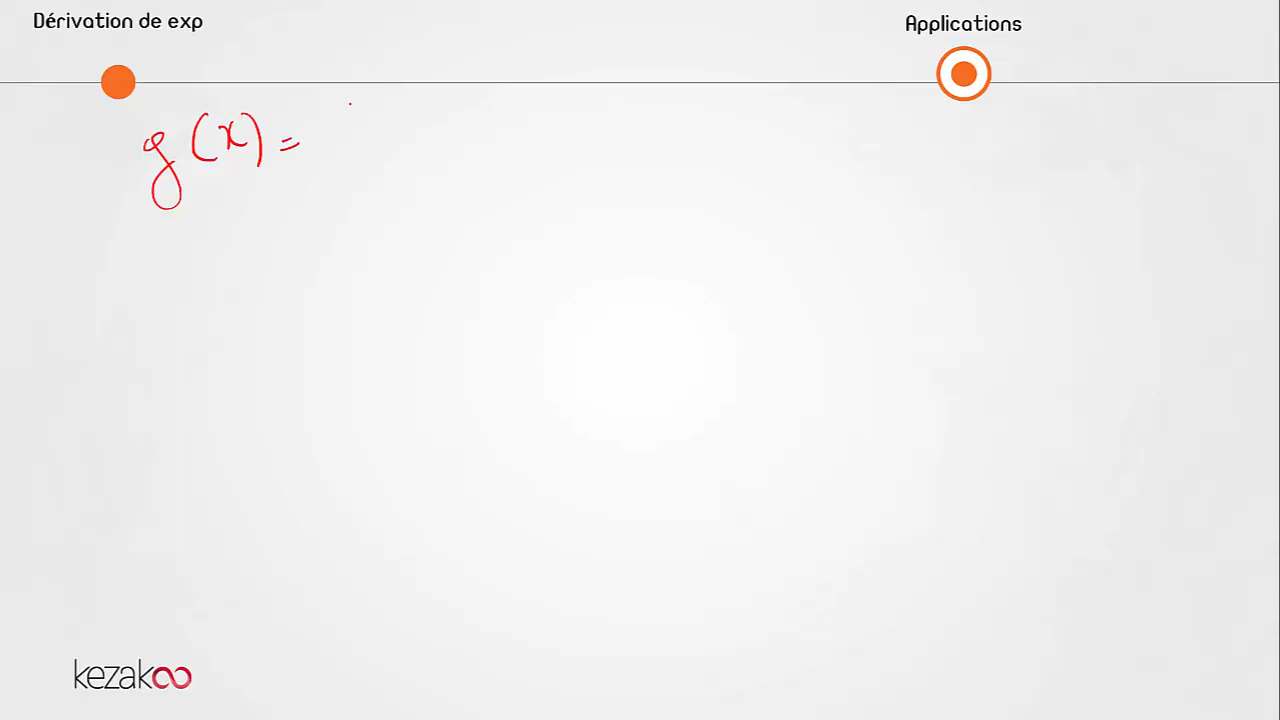 Dérivation de exp
Applications
g(x)=
kezakoo